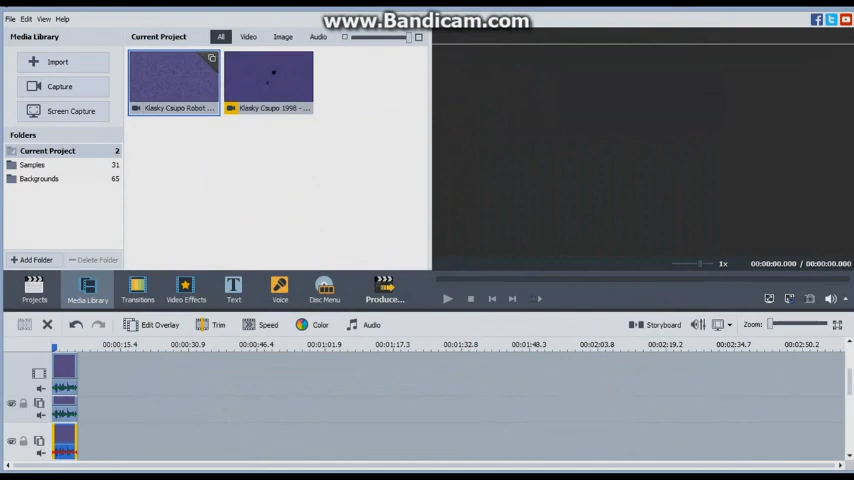 www.Bandicam.com
File Edit View Help
Media Library
Current Project All Video Image Audio
Import
Klasky Csupo Robot ... Klasky Csupo 1998 - ...
Capture
Screen Capture
Folders
Current Project 2
Samples 31
Backgrounds 65
+ Add Folder
Delete Folder
1x 00:00:00.000 / 00:00:00.000
Projects Media Library Transitions Video Effects Text Voice Disc Menu Produce...
Edit Overlay Trim Speed Color Audio Storyboard Zoom:
00:00:15.4 00:00:30.9 00:00:46.4 00:01:01.9 00:01:17.3 00:01:32.8 00:01:48.3 00:02:03.8 00:02:19.2 00:02:34.7 00:02:50.2